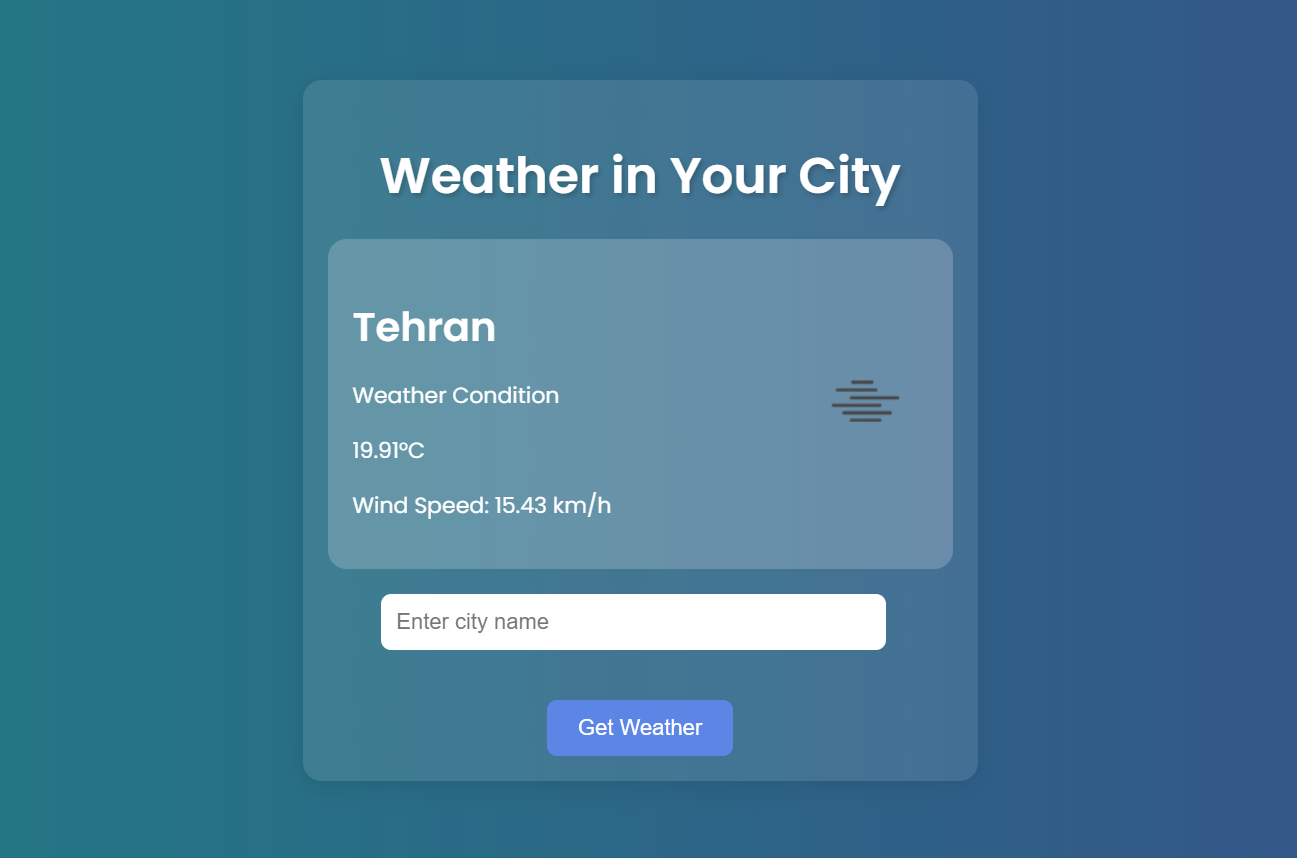 Weather in Your City
Tehran
Weather Condition
19.91°C
Wind Speed: 15.43 km/h
Enter city name
Get Weather